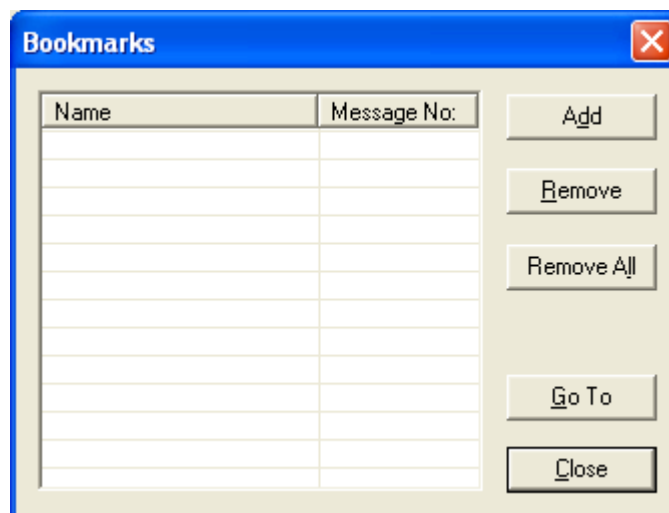 Bookmarks
Name Message No:
Add
Remove
Remove All
Go To
Close